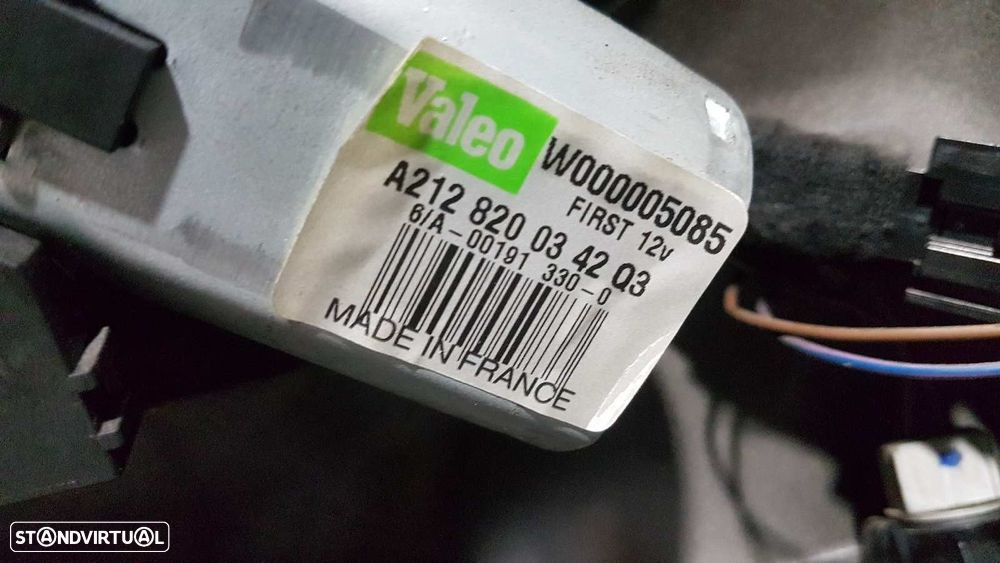 Valeo
W000005085
FIRST 12v
A212 820 03 42 Q3
6/A-00191 330-0
MADE IN FRANCE
STANDVIRTUAL